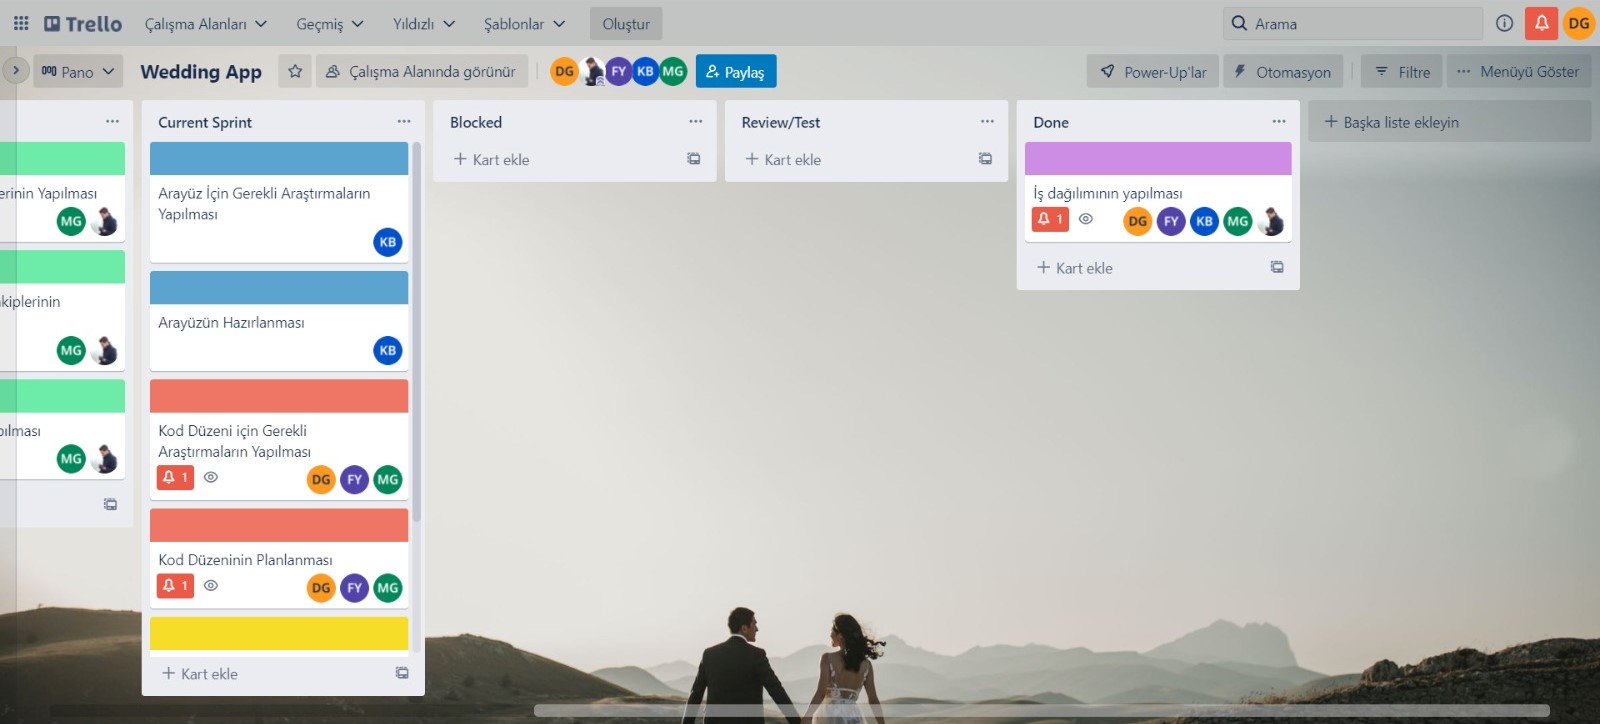 Trello Çalışma Alanları Geçmiş Yıldızlı Şablonlar Oluştur Arama DG
Pano Wedding App Çalışma Alanında görünür DG FY KB MG Paylaş Power-Up'lar Otomasyon Filtre Menüyü Göster
erinin Yapılması
MG
kiplerinin
MG
pılması
MG
Current Sprint
Arayüz İçin Gerekli Araştırmaların
Yapılması
KB
Arayüzün Hazırlanması
KB
Kod Düzeni için Gerekli
Araştırmaların Yapılması
1 DG FY MG
Kod Düzeninin Planlanması
1 DG FY MG
+ Kart ekle
Blocked
+ Kart ekle
Review/Test
+ Kart ekle
Done
İş dağılımının yapılması
1 DG FY KB MG
+ Kart ekle
+ Başka liste ekleyin